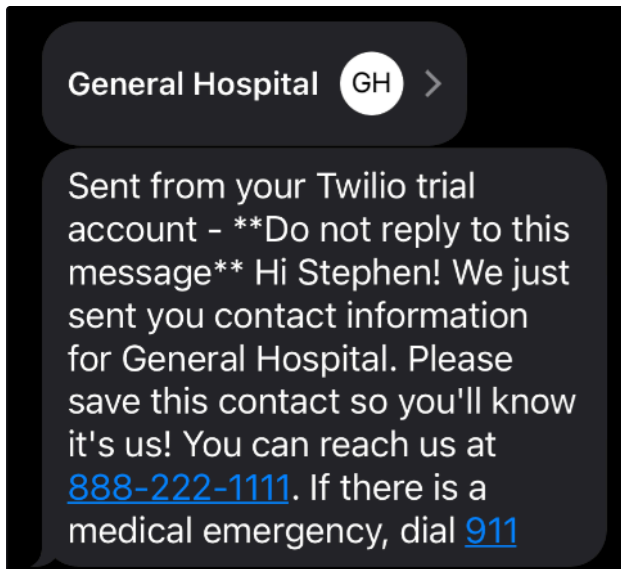 General Hospital GH
Sent from your Twilio trial
account - **Do not reply to this
message** Hi Stephen! We just
sent you contact information
for General Hospital. Please
save this contact so you'll know
it's us! You can reach us at
888-222-1111. If there is a
medical emergency, dial 911